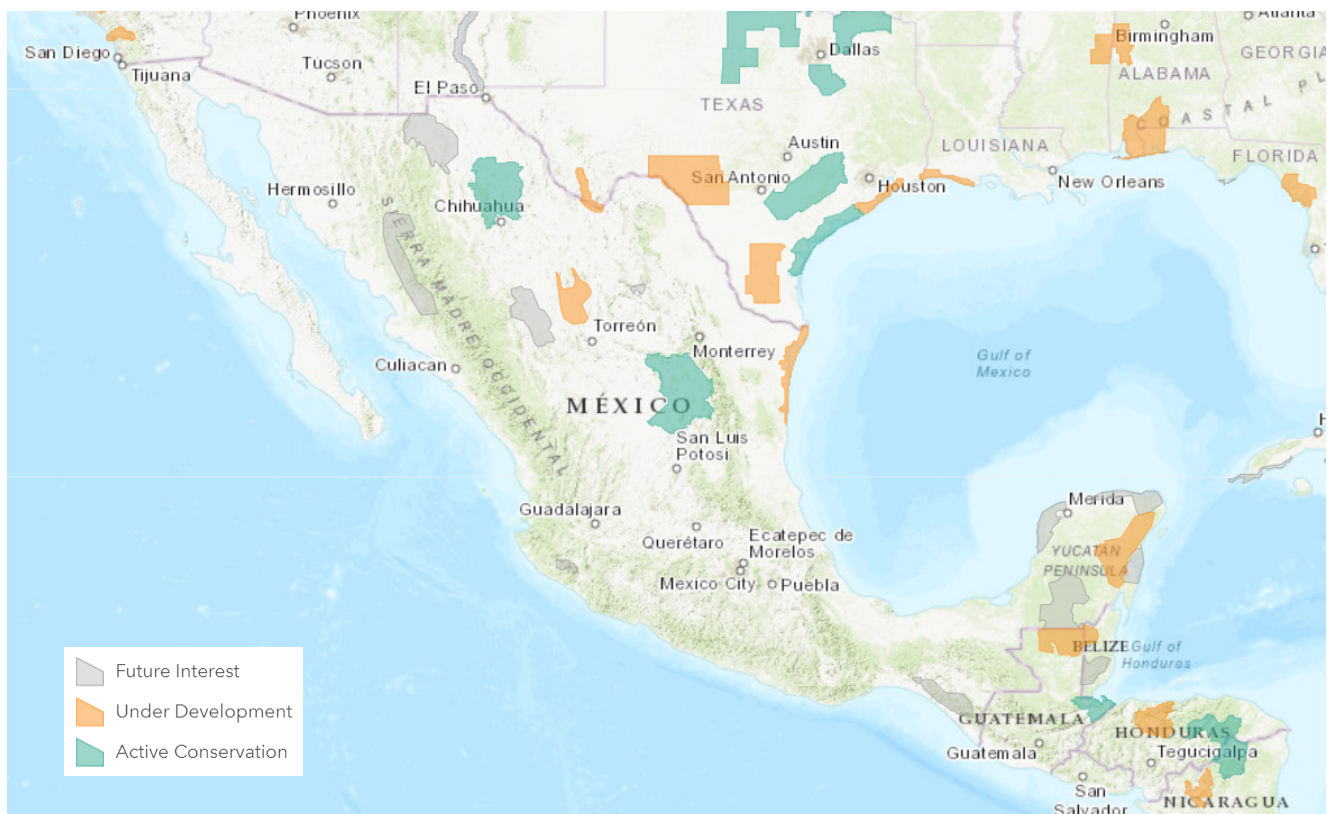 Phoenix
Atlanta
San Diego
Birmingham
Dallas
GEORGIA
Tucson
Tijuana
ALABAMA
El Paso
TEXAS
COASTAL PL
Austin
LOUISIANA
FLORIDA
San Antonio
Houston
New Orleans
Hermosillo
Chihuahua
SIERRA MADRE OCCIDENTAL
Torreón
Monterrey
Gulf of
Mexico
Culiacan
MÉXICO
San Luis
Potosi
Merida
Guadalajara
Querétaro
Ecatepec de
Morelos
YUCATAN
PENINSULA
Mexico City
Puebla
BELIZE
Gulf of
Honduras
Future Interest
Under Development
Active Conservation
GUATEMALA
HONDURAS
Guatemala
Tegucigalpa
San
Salvador
NICARAGUA